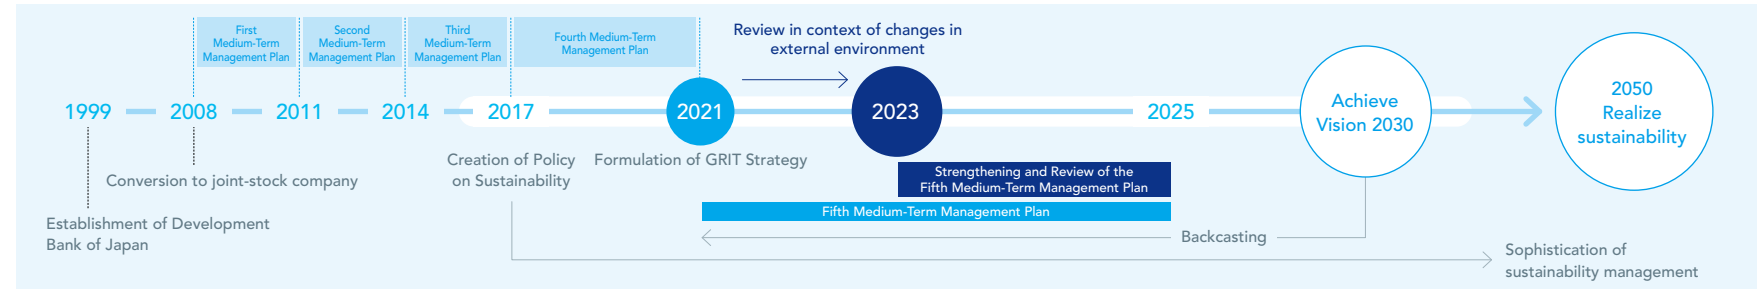 First
Medium-Term
Management Plan
Second
Medium-Term
Management Plan
Third
Medium-Term
Management Plan
Fourth Medium-Term
Management Plan
Review in context of changes in
external environment
1999
2008
2011
2014
2017
2021
2023
2025
Achieve
Vision 2030
2050
Realize
sustainability
Establishment of Development
Bank of Japan
Conversion to joint-stock company
Creation of Policy
on Sustainability
Formulation of GRIT Strategy
Strengthening and Review of the
Fifth Medium-Term Management Plan
Fifth Medium-Term Management Plan
Backcasting
Sophistication of
sustainability management